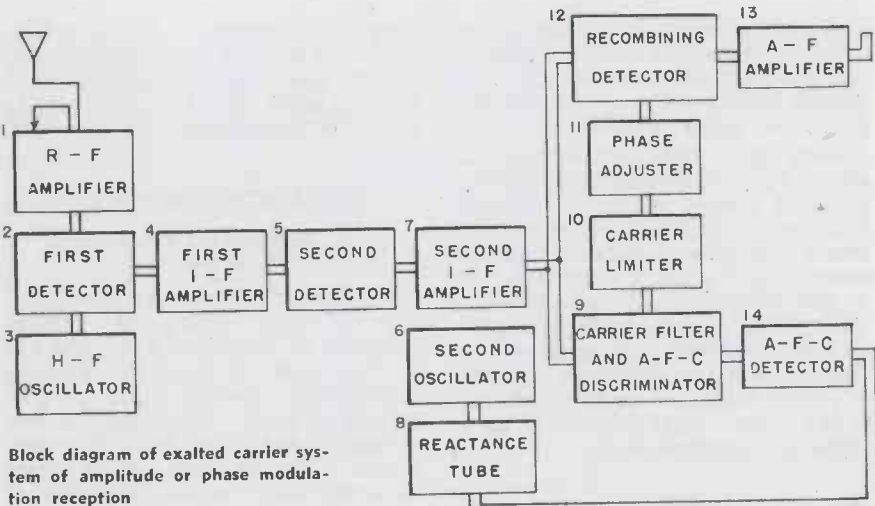 1
R – F
AMPLIFIER
2
FIRST
DETECTOR
3
H – F
OSCILLATOR
4
FIRST
I – F
AMPLIFIER
5
SECOND
DETECTOR
7
SECOND
I – F
AMPLIFIER
6
SECOND
OSCILLATOR
8
REACTANCE
TUBE
12
RECOMBINING
DETECTOR
13
A – F
AMPLIFIER
11
PHASE
ADJUSTER
10
CARRIER
LIMITER
9
CARRIER FILTER
AND A-F-C
DISCRIMINATOR
14
A-F-C
DETECTOR
Block diagram of exalted carrier sys-
tem of amplitude or phase modula-
tion reception